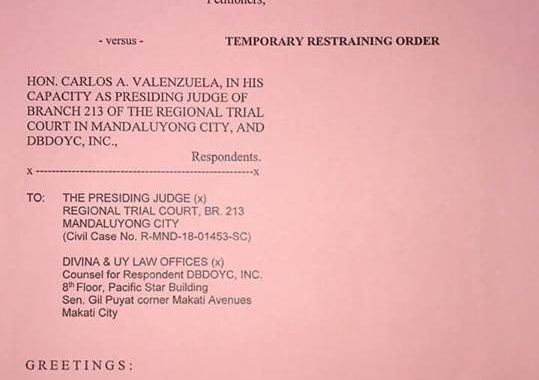 Petitioners,
- versus - TEMPORARY RESTRAINING ORDER
HON. CARLOS A. VALENZUELA, IN HIS
CAPACITY AS PRESIDING JUDGE OF
BRANCH 213 OF THE REGIONAL TRIAL
COURT IN MANDALUYONG CITY, AND
DBDOYC, INC.,
Respondents.
x --------------------------------------------------x
TO: THE PRESIDING JUDGE (x)
REGIONAL TRIAL COURT, BR. 213
MANDALUYONG CITY
(Civil Case No. R-MND-18-01453-SC)
DIVINA & UY LAW OFFICES (x)
Counsel for Respondent DBDOYC, INC.
8th Floor, Pacific Star Building
Sen. Gil Puyat corner Makati Avenues
Makati City
GREETINGS: